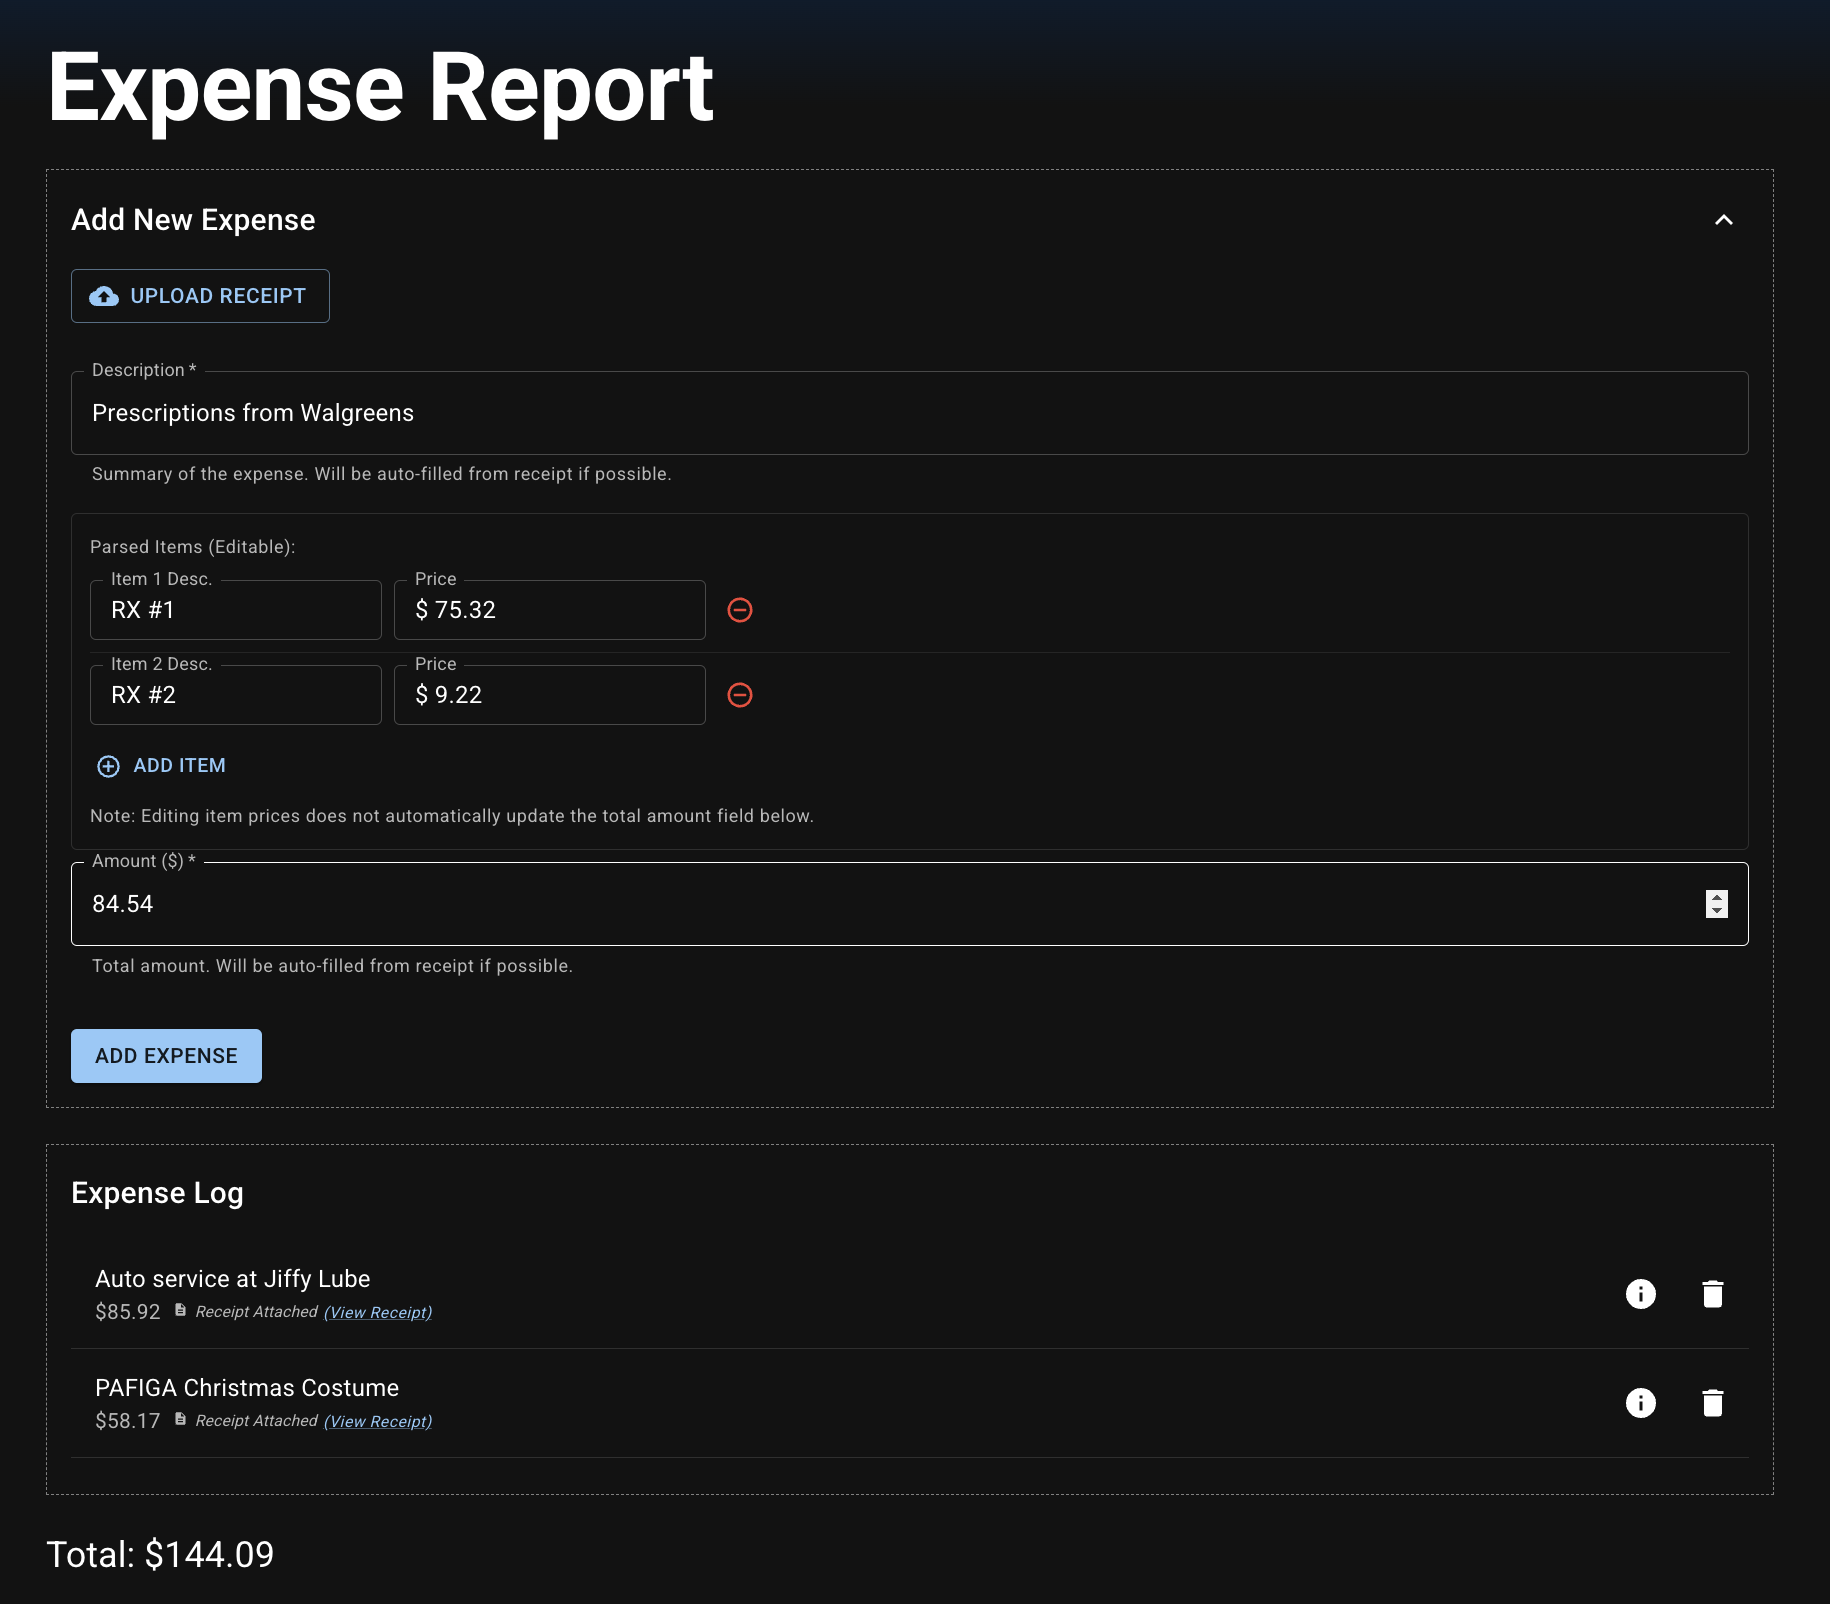 Expense Report
Add New Expense
UPLOAD RECEIPT
Description *
Prescriptions from Walgreens
Summary of the expense. Will be auto-filled from receipt if possible.
Parsed Items (Editable):
Item 1 Desc. Price
RX #1 $ 75.32
Item 2 Desc. Price
RX #2 $ 9.22
ADD ITEM
Note: Editing item prices does not automatically update the total amount field below.
Amount ($) *
84.54
Total amount. Will be auto-filled from receipt if possible.
ADD EXPENSE
Expense Log
Auto service at Jiffy Lube
$85.92 Receipt Attached (View Receipt)
PAFIGA Christmas Costume
$58.17 Receipt Attached (View Receipt)
Total: $144.09